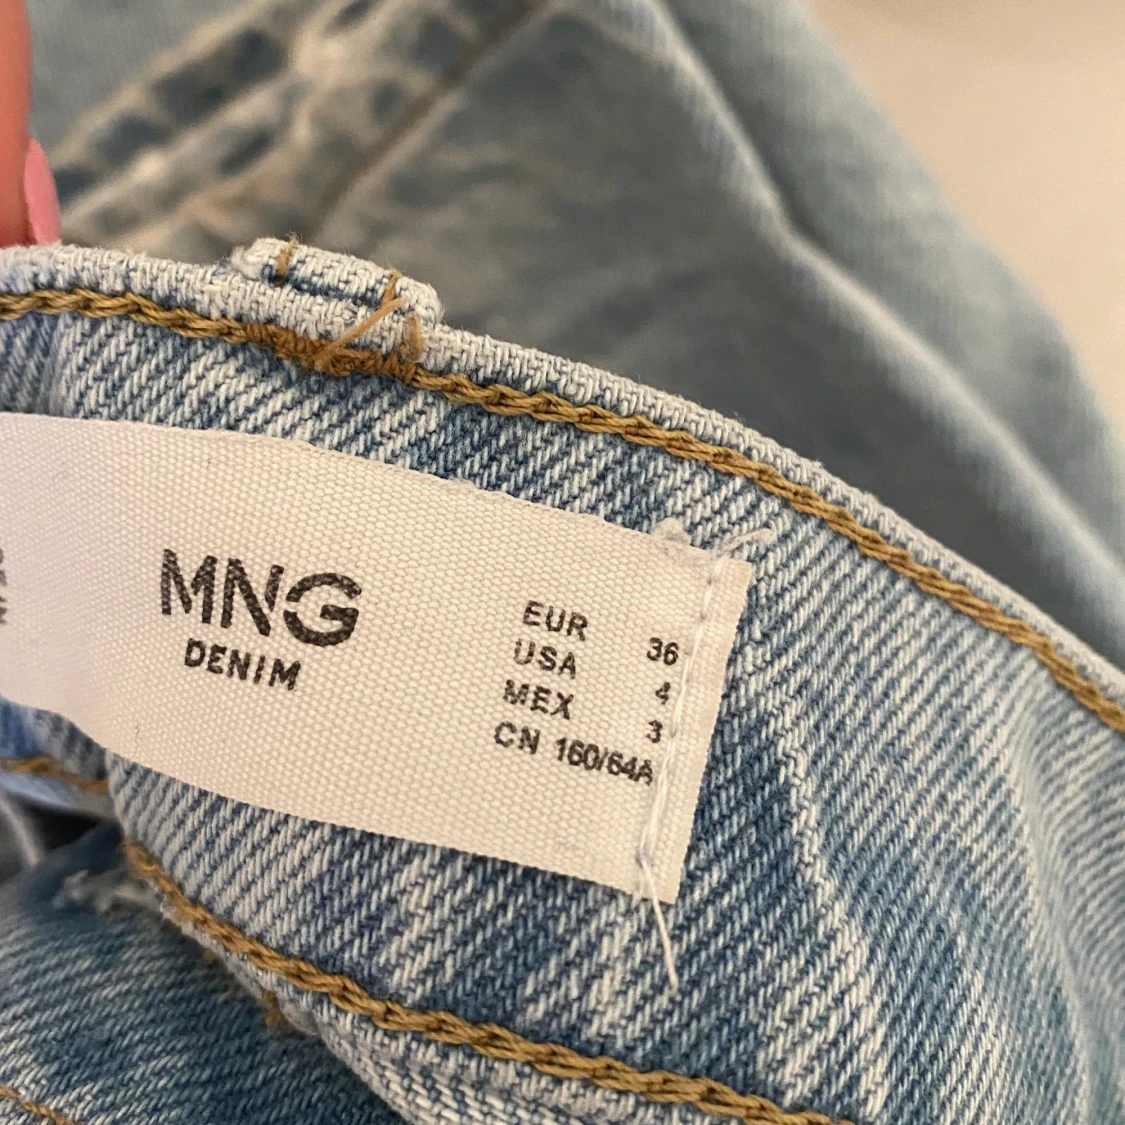 MNG
DENIM
EUR 36
USA 4
MEX 3
CN 160/64A